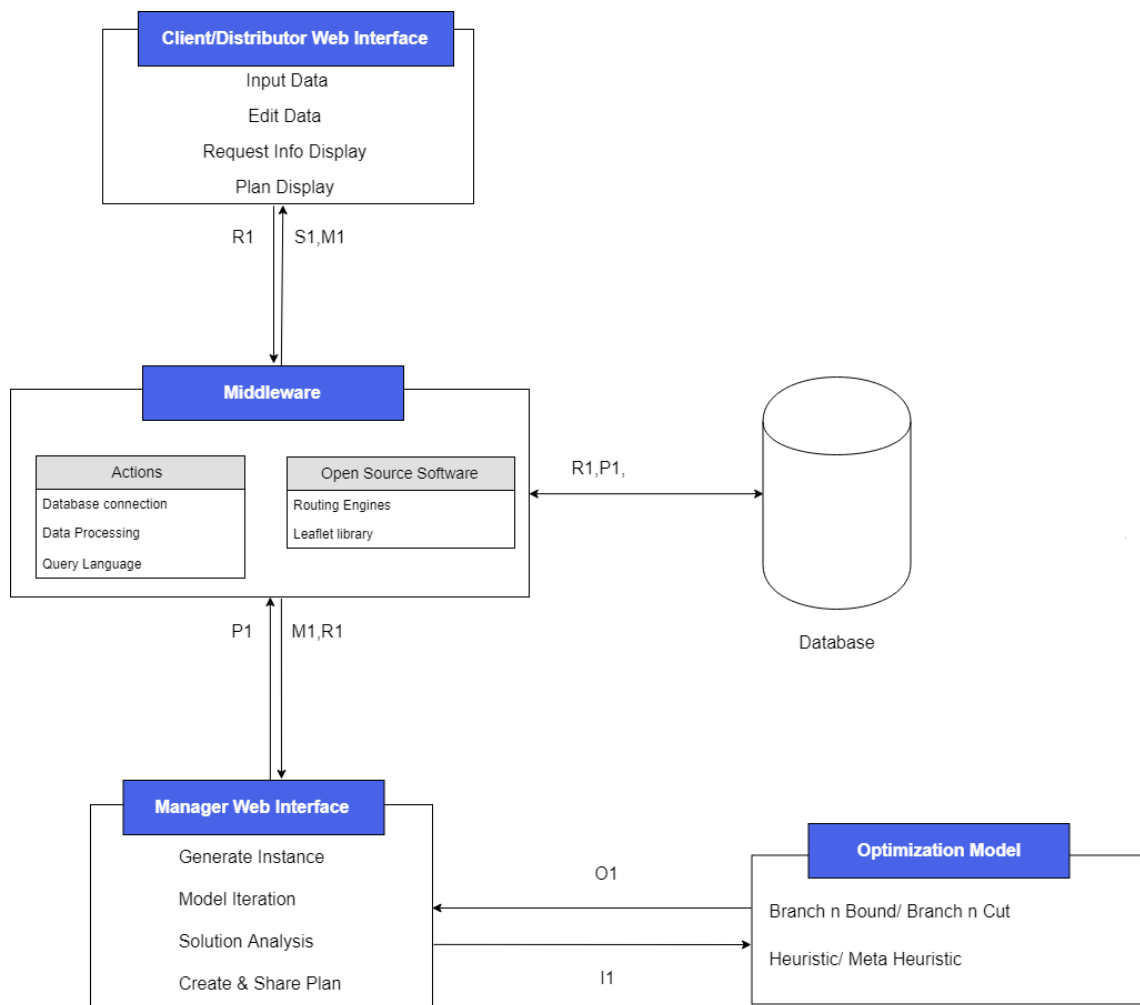 Client/Distributor Web Interface
Input Data
Edit Data
Request Info Display
Plan Display
R1
S1,M1
Middleware
Actions
Database connection
Data Processing
Query Language
Open Source Software
Routing Engines
Leaflet library
R1,P1,
Database
P1
M1,R1
Manager Web Interface
Generate Instance
Model Iteration
Solution Analysis
Create & Share Plan
O1
I1
Optimization Model
Branch n Bound/ Branch n Cut
Heuristic/ Meta Heuristic